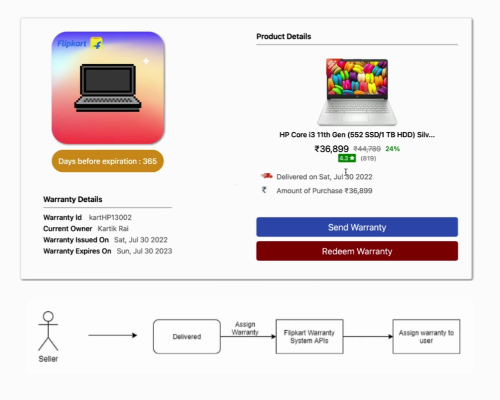 Flipkart
Days before expiration : 365
Warranty Details
Warranty Id kartHP13002
Current Owner Kartik Rai
Warranty Issued On Sat, Jul 30 2022
Warranty Expires On Sun, Jul 30 2023
Product Details
HP Core i3 11th Gen (552 SSD/1 TB HDD) Silv...
₹36,899 ₹44,789 24%
4.3 ★ (819)
Delivered on Sat, Jul 30 2022
₹ Amount of Purchase ₹36,899
Send Warranty
Redeem Warranty
Seller
Delivered
Assign
Warranty
Flipkart Warranty
System APIs
Assign warranty to
user